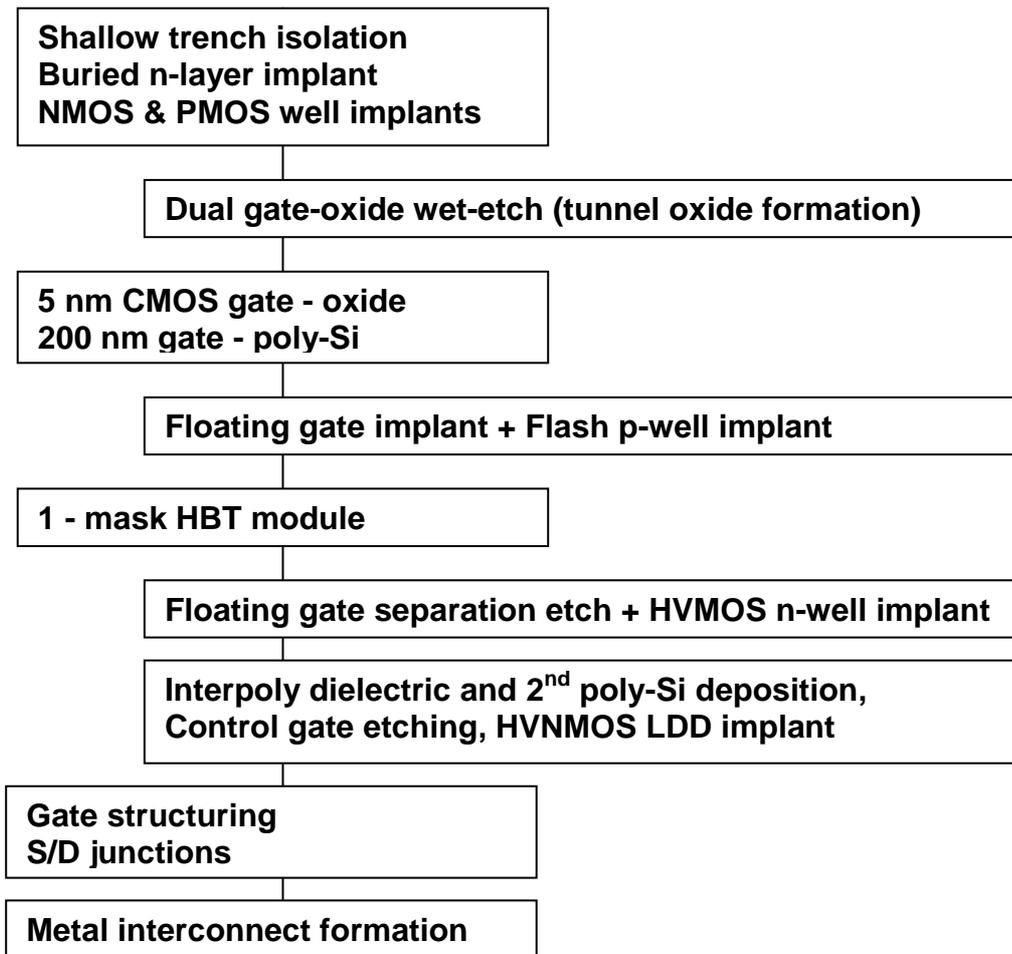 Shallow trench isolation
Buried n-layer implant
NMOS & PMOS well implants
Dual gate-oxide wet-etch (tunnel oxide formation)
5 nm CMOS gate - oxide
200 nm gate - poly-Si
Floating gate implant + Flash p-well implant
1 - mask HBT module
Floating gate separation etch + HVMOS n-well implant
Interpoly dielectric and 2nd poly-Si deposition,
Control gate etching, HVNMOS LDD implant
Gate structuring
S/D junctions
Metal interconnect formation